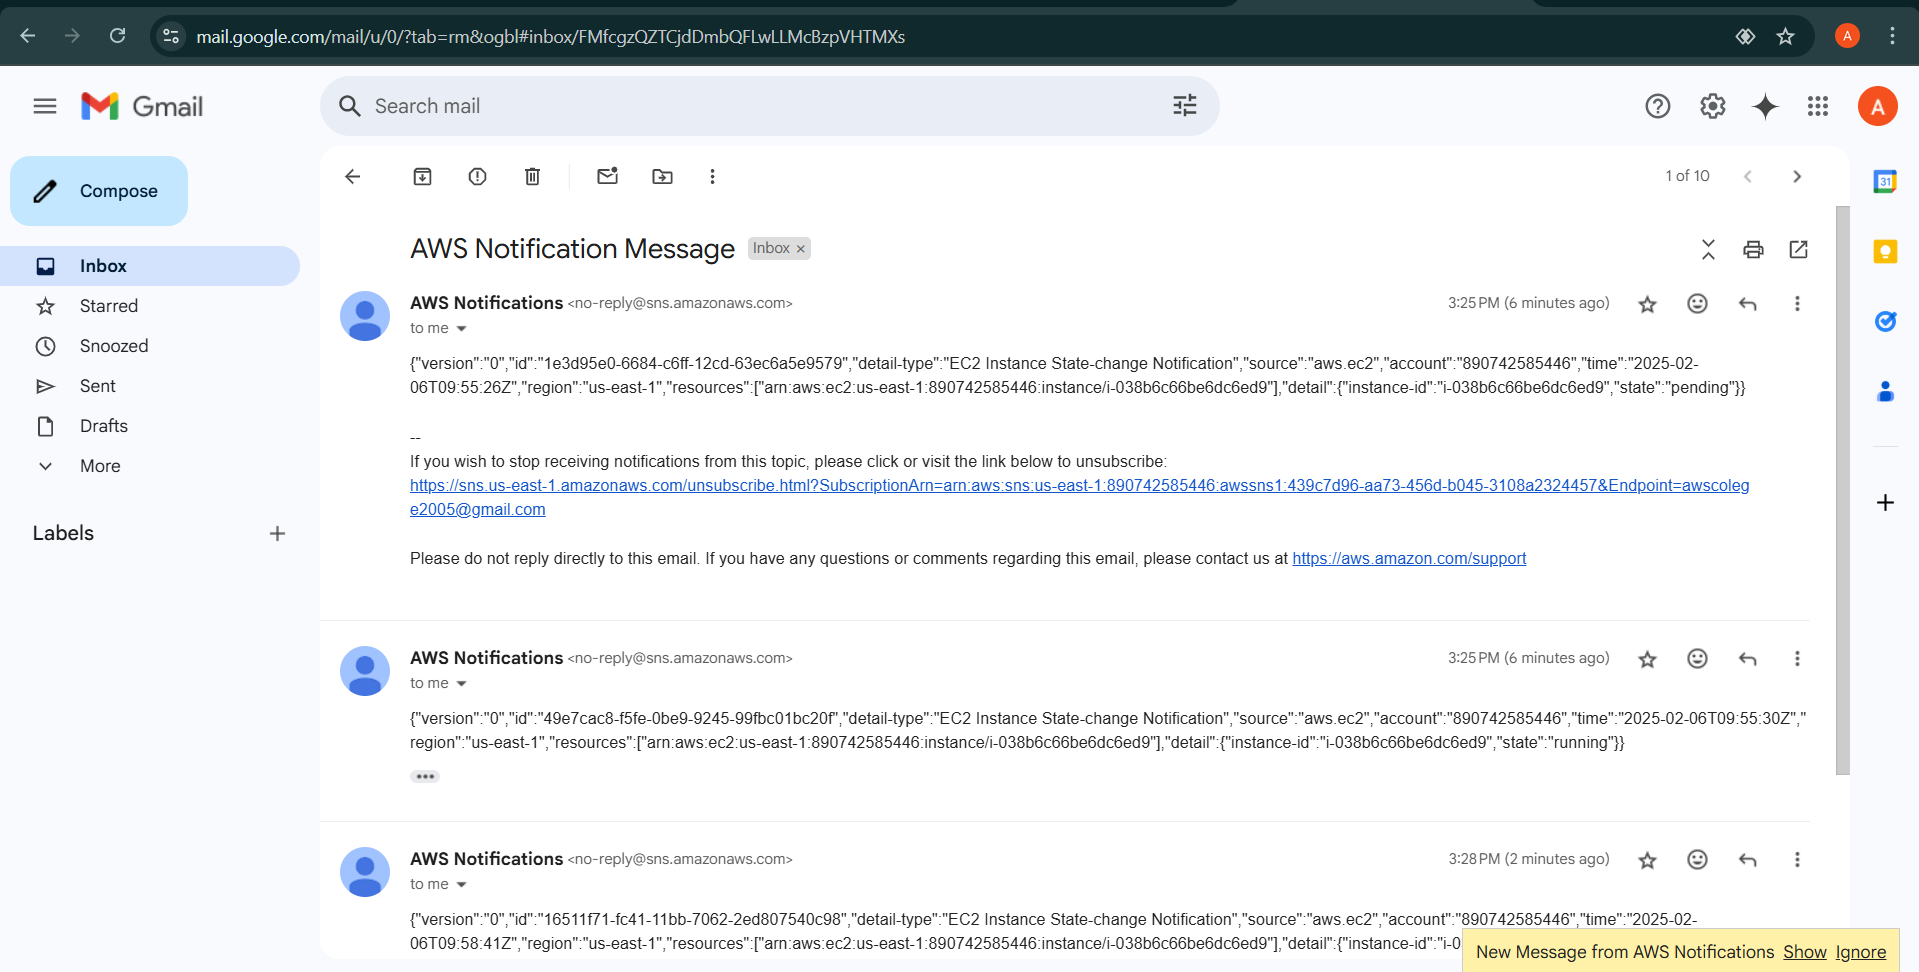 mail.google.com/mail/u/0/?tab=rm&ogbl#inbox/FMfcgzQZTCjdDmbQFLwLLMcBzpVHTMXs
A
Gmail
Search mail
A
Compose
1 of 10
31
Inbox
Starred
Snoozed
Sent
Drafts
More
Labels
AWS Notification Message Inbox ×
AWS Notifications <no-reply@sns.amazonaws.com> 3:25 PM (6 minutes ago)
to me
{"version":"0","id":"1e3d95e0-6684-c6ff-12cd-63ec6a5e9579","detail-type":"EC2 Instance State-change Notification","source":"aws.ec2","account":"890742585446","time":"2025-02-
06T09:55:26Z","region":"us-east-1","resources":["arn:aws:ec2:us-east-1:890742585446:instance/i-038b6c66be6dc6ed9"],"detail":{"instance-id":"i-038b6c66be6dc6ed9","state":"pending"}}
--
If you wish to stop receiving notifications from this topic, please click or visit the link below to unsubscribe:
https://sns.us-east-1.amazonaws.com/unsubscribe.html?SubscriptionArn=arn:aws:sns:us-east-1:890742585446:awssns1:439c7d96-aa73-456d-b045-3108a2324457&Endpoint=awscoleg
e2005@gmail.com
Please do not reply directly to this email. If you have any questions or comments regarding this email, please contact us at https://aws.amazon.com/support
AWS Notifications <no-reply@sns.amazonaws.com> 3:25 PM (6 minutes ago)
to me
{"version":"0","id":"49e7cac8-f5fe-0be9-9245-99fbc01bc20f","detail-type":"EC2 Instance State-change Notification","source":"aws.ec2","account":"890742585446","time":"2025-02-06T09:55:30Z","
region":"us-east-1","resources":["arn:aws:ec2:us-east-1:890742585446:instance/i-038b6c66be6dc6ed9"],"detail":{"instance-id":"i-038b6c66be6dc6ed9","state":"running"}}
AWS Notifications <no-reply@sns.amazonaws.com> 3:28 PM (2 minutes ago)
to me
{"version":"0","id":"16511f71-fc41-11bb-7062-2ed807540c98","detail-type":"EC2 Instance State-change Notification","source":"aws.ec2","account":"890742585446","time":"2025-02-
06T09:58:41Z","region":"us-east-1","resources":["arn:aws:ec2:us-east-1:890742585446:instance/i-038b6c66be6dc6ed9"],"detail":{"instance-id":"i-0
New Message from AWS Notifications Show Ignore